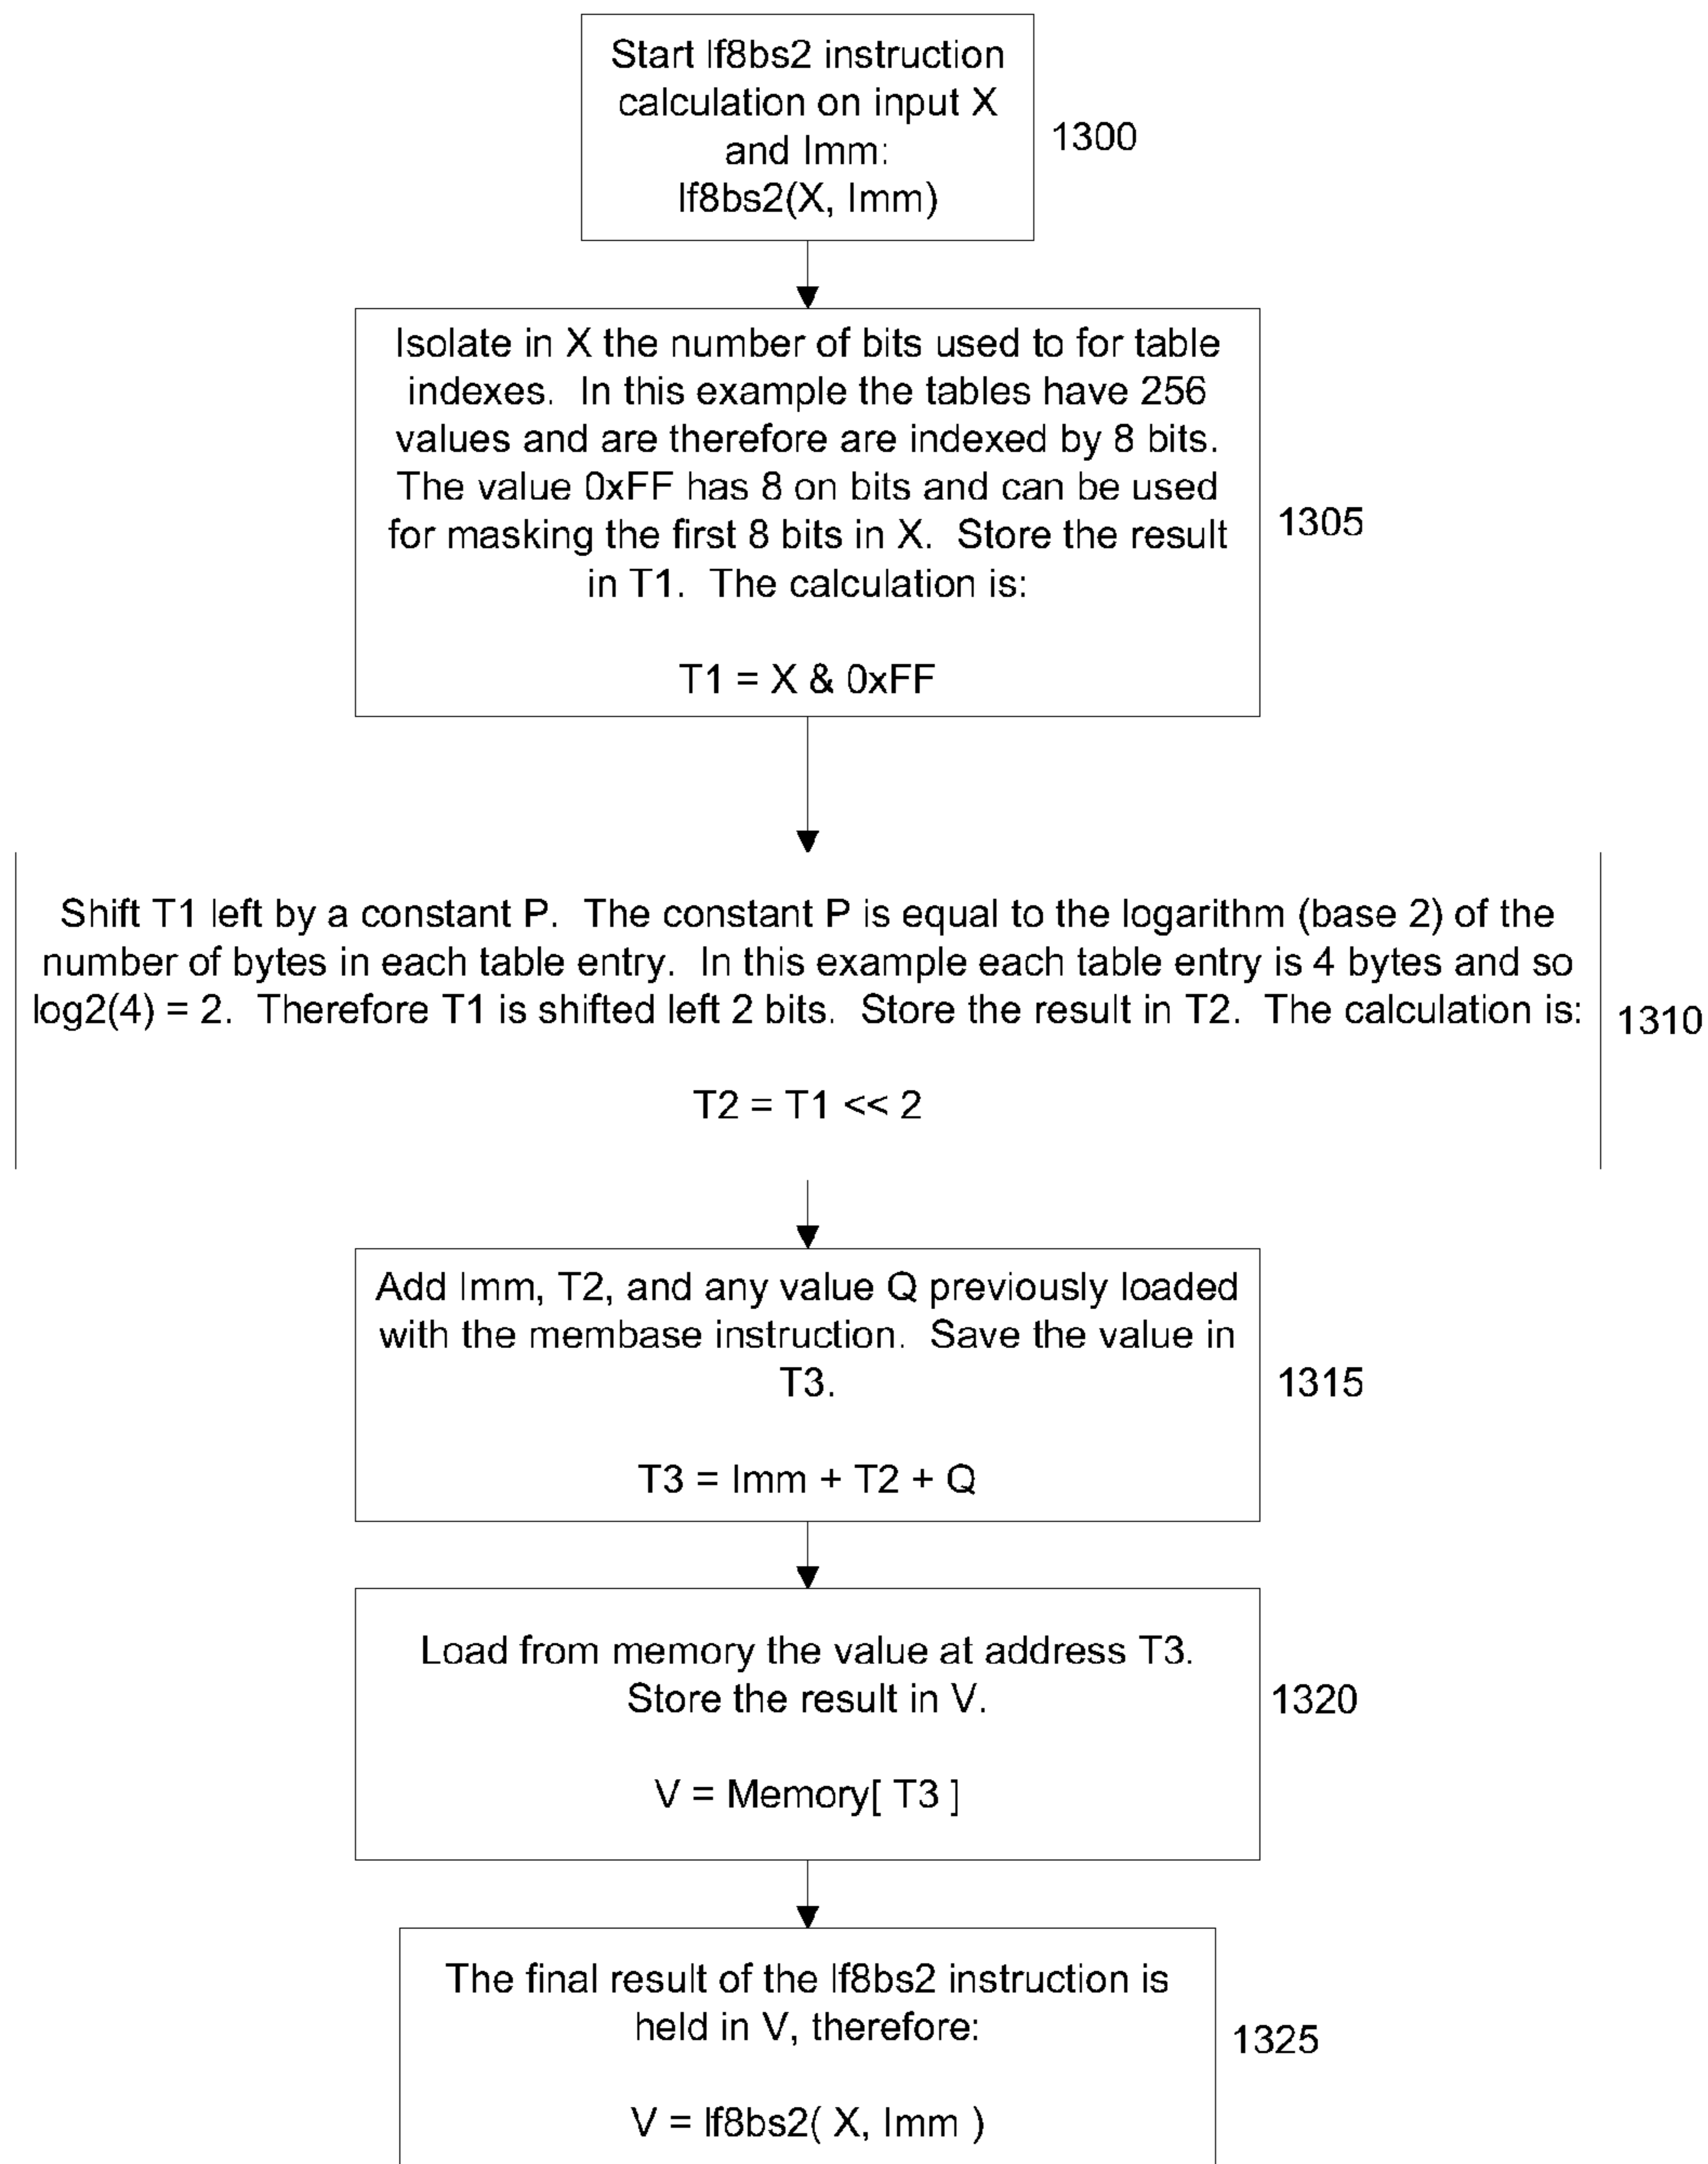 Start lf8bs2 instruction
calculation on input X
and Imm:
lf8bs2(X, Imm)
1300
Isolate in X the number of bits used to for table
indexes. In this example the tables have 256
values and are therefore are indexed by 8 bits.
The value 0xFF has 8 on bits and can be used
for masking the first 8 bits in X. Store the result
in T1. The calculation is:
T1 = X & 0xFF
1305
Shift T1 left by a constant P. The constant P is equal to the logarithm (base 2) of the
number of bytes in each table entry. In this example each table entry is 4 bytes and so
log2(4) = 2. Therefore T1 is shifted left 2 bits. Store the result in T2. The calculation is:
T2 = T1 << 2
1310
Add Imm, T2, and any value Q previously loaded
with the membase instruction. Save the value in
T3.
T3 = Imm + T2 + Q
1315
Load from memory the value at address T3.
Store the result in V.
V = Memory[ T3 ]
1320
The final result of the lf8bs2 instruction is
held in V, therefore:
V = lf8bs2( X, Imm )
1325